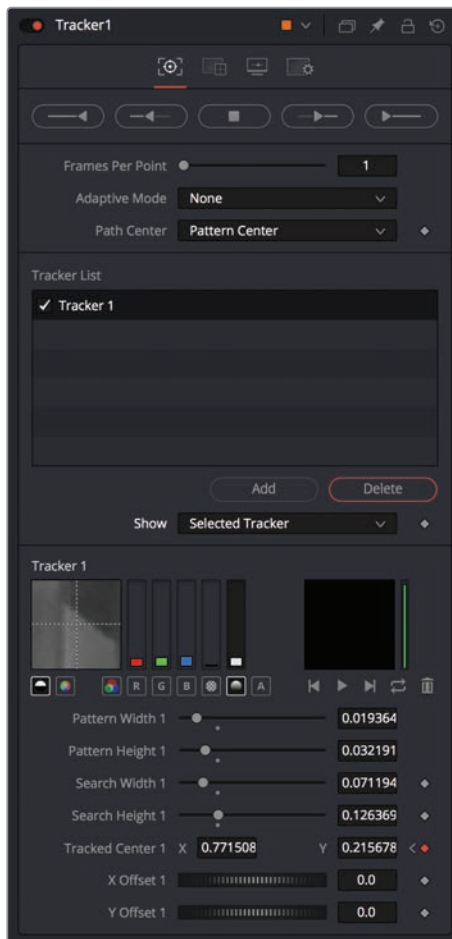 Tracker1
Frames Per Point 1
Adaptive Mode None
Path Center Pattern Center
Tracker List
Tracker 1
Add Delete
Show Selected Tracker
Tracker 1
R G B A
Pattern Width 1 0.019364
Pattern Height 1 0.032191
Search Width 1 0.071194
Search Height 1 0.126369
Tracked Center 1 X 0.771508 Y 0.215678
X Offset 1 0.0
Y Offset 1 0.0